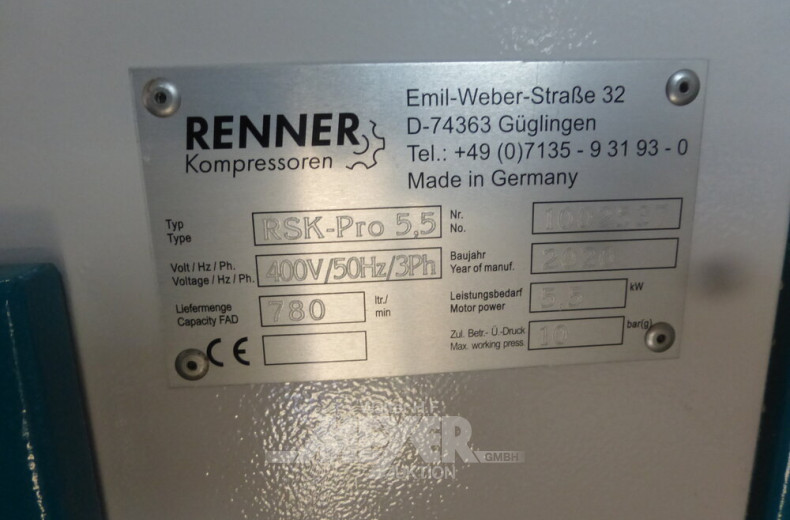 RENNER
Kompressoren
Emil-Weber-Straße 32
D-74363 Güglingen
Tel.: +49 (0)7135 - 9 31 93 - 0
Made in Germany
Typ
Type
RSK-Pro 5,5
Nr.
No.
Volt / Hz / Ph.
Voltage / Hz / Ph.
400V/50Hz/3Ph
Baujahr
Year of manuf.
Liefermenge
Capacity FAD
780
ltr./
min
Leistungsbedarf
Motor power
5,5
kW
CE
Zul. Betr.- Ü.-Druck
Max. working press.
10
bar(g)
GMBH